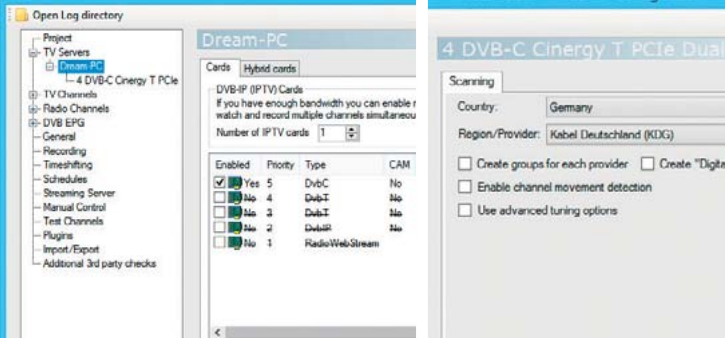 Open Log directory
Project
TV Servers
Dream-PC
4 DVB-C Cinergy T PCIe
TV Channels
Radio Channels
DVB EPG
General
Recording
Timeshifting
Schedules
Streaming Server
Manual Control
Test Channels
Plugins
Import/Export
Additional 3rd party checks
Dream-PC
Cards Hybrid cards
DVB-IP (IPTV) Cards
If you have enough bandwidth you can enable
watch and record multiple channels
Number of IPTV cards 1
Enabled Priority Type CAM
Yes 5 DvbC No
No 4 DvbT No
No 3 DvbT No
No 2 DvbIP No
No 1 RadioWebStream
4 DVB-C Cinergy T PCIe Dual
Scanning
Country: Germany
Region/Provider: Kabel Deutschland (KDG)
Create groups for each provider Create "Digita
Enable channel movement detection
Use advanced tuning options